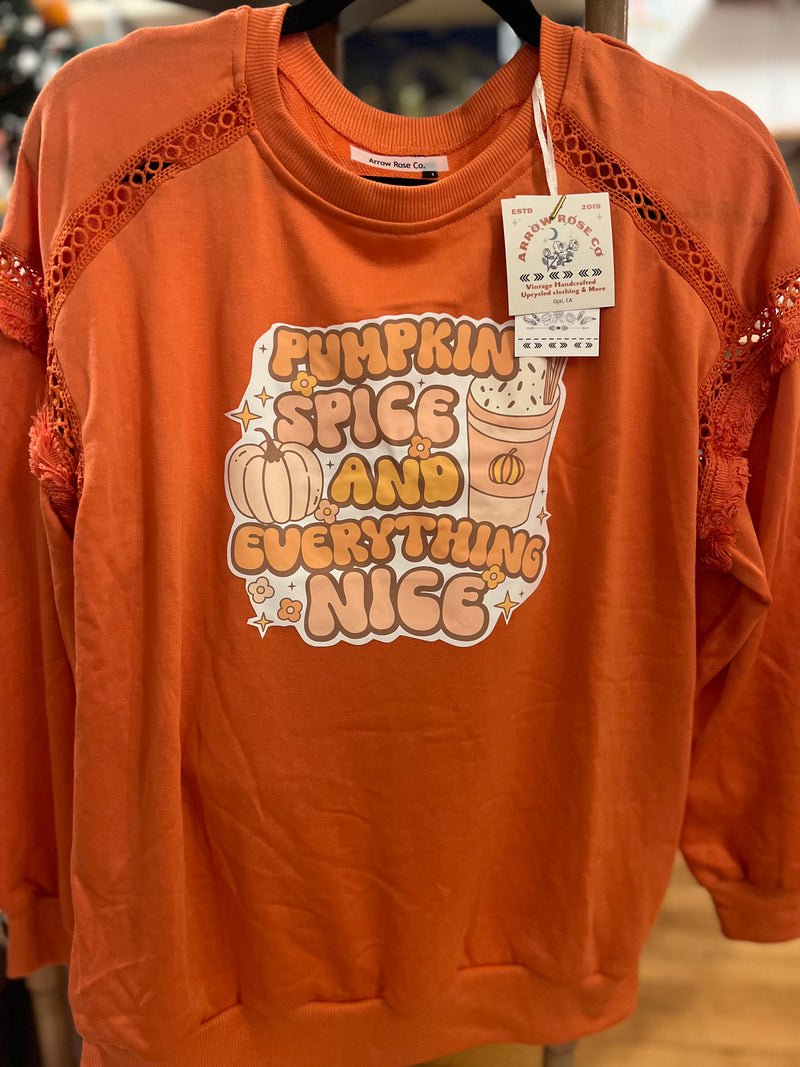 Arrow Rose Co.
ESTD 2019
ARROW ROSE CO
Vintage Handcrafted
Upcycled clothing & More
Ojai, CA
PUMPKIN
SPICE
AND
EVERYTHING
NICE